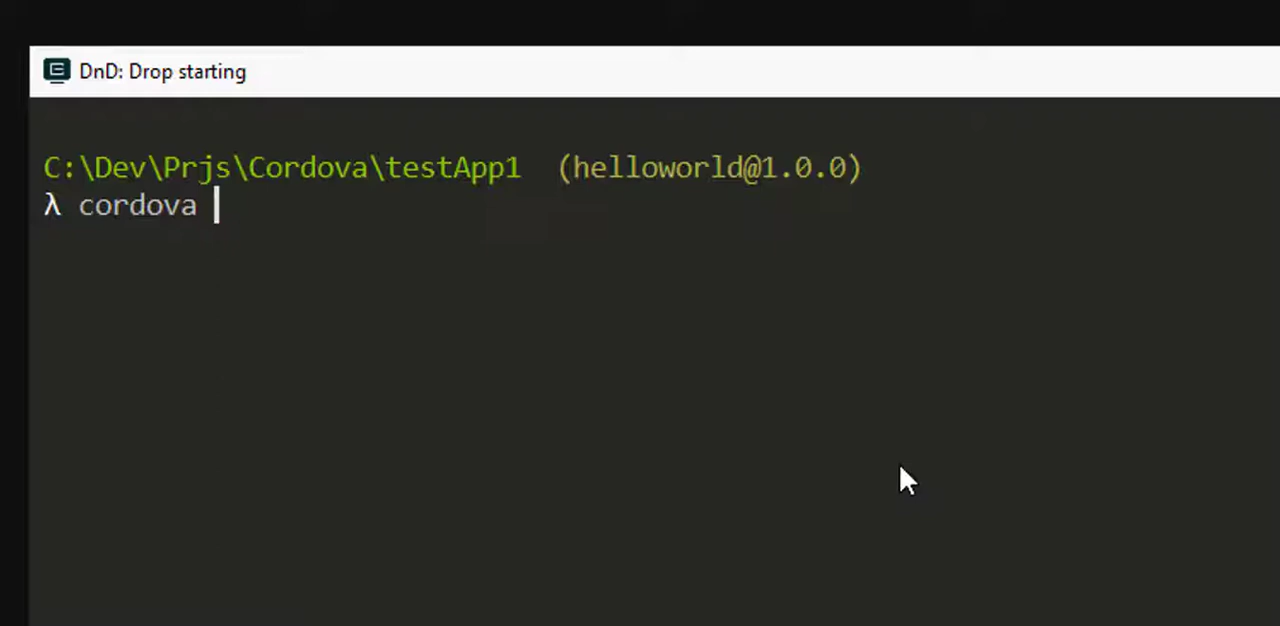 DnD: Drop starting
C:\Dev\Prjs\Cordova\testApp1  (helloworld@1.0.0)
λ cordova